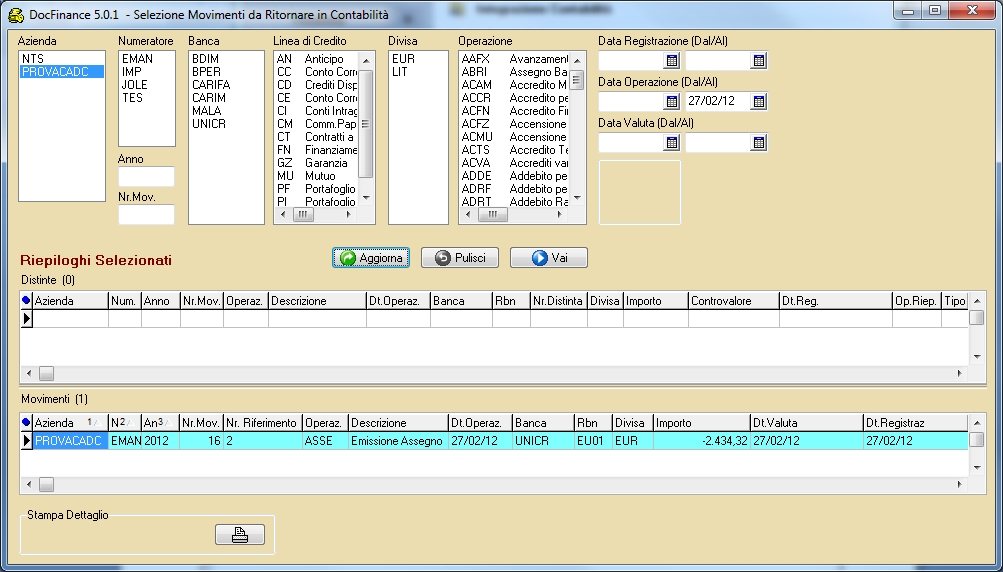 DocFinance 5.0.1 - Selezione Movimenti da Ritornare in Contabilità
Azienda
NTS
PROVACADC
Numeratore
EMAN
IMP
JOLE
TES
Anno
Nr.Mov.
Banca
BDIM
BPER
CARIFA
CARIM
MALA
UNICR
Linea di Credito
AN Anticipo
CC Conto Corre
CD Crediti Disp
CE Conto Corre
CI Conti Intrag
CM Comm.Pap
CT Contratti a
FN Finanziame
GZ Garanzia
MU Mutuo
PF Portafoglio
PI Portafoglio
Divisa
EUR
LIT
Operazione
AAFX Avanzament
ABRI Assegno Ba
ACAM Accredito M
ACCR Accredito pe
ACFN Accredito Fi
ACFZ Accensione
ACMU Accensione
ACTS Accredito Te
ACVA Accrediti var
ADDE Addebito pe
ADRF Addebito pe
ADRT Addebito Ra
Data Registrazione (Dal/Al)
Data Operazione (Dal/Al)
27/02/12
Data Valuta (Dal/Al)
Riepiloghi Selezionati
Aggiorna
Pulisci
Vai
Distinte (0)
Azienda Num. Anno Nr.Mov. Operaz. Descrizione Dt.Operaz. Banca Rbn Nr.Distinta Divisa Importo Controvalore Dt.Reg. Op.Riep. Tipo
Movimenti (1)
Azienda 1 N2 An3 Nr.Mov. Nr. Riferimento Operaz. Descrizione Dt.Operaz. Banca Rbn Divisa Importo Dt.Valuta Dt.Registraz
PROVACADC EMAN 2012 16 2 ASSE Emissione Assegno 27/02/12 UNICR EU01 EUR -2.434,32 27/02/12 27/02/12
Stampa Dettaglio